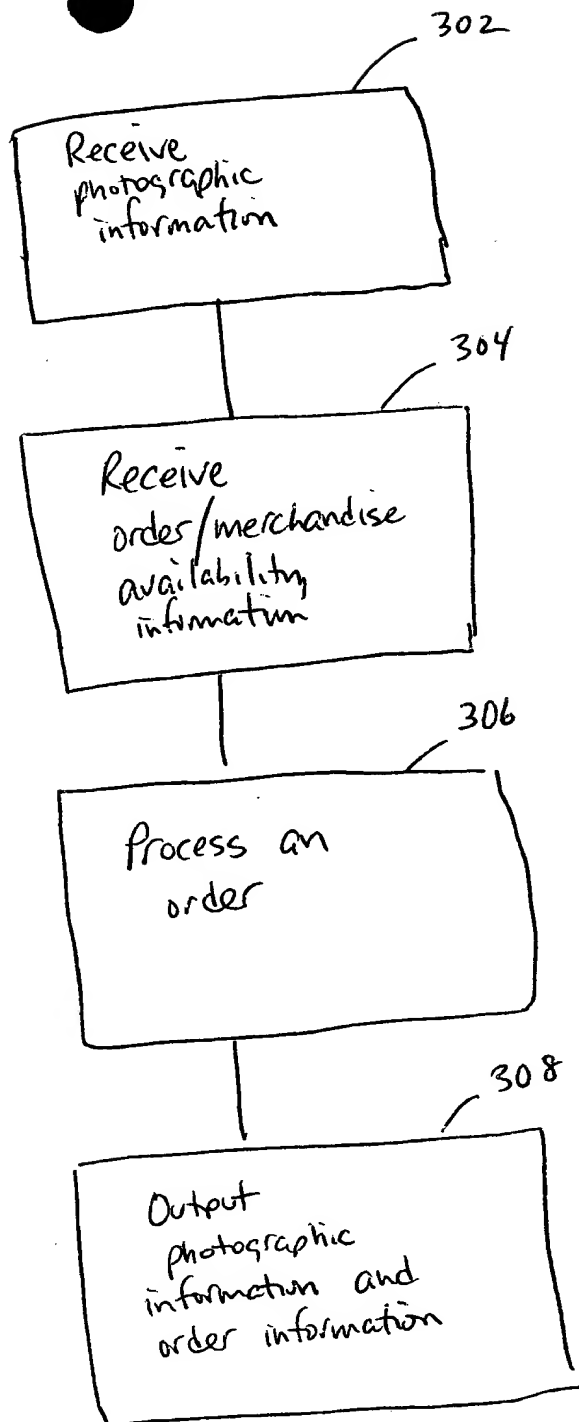 302
Receive
photographic
information
304
Receive
order/merchandise
availability
information
306
Process an
order
308
Output
photographic
information and
order information